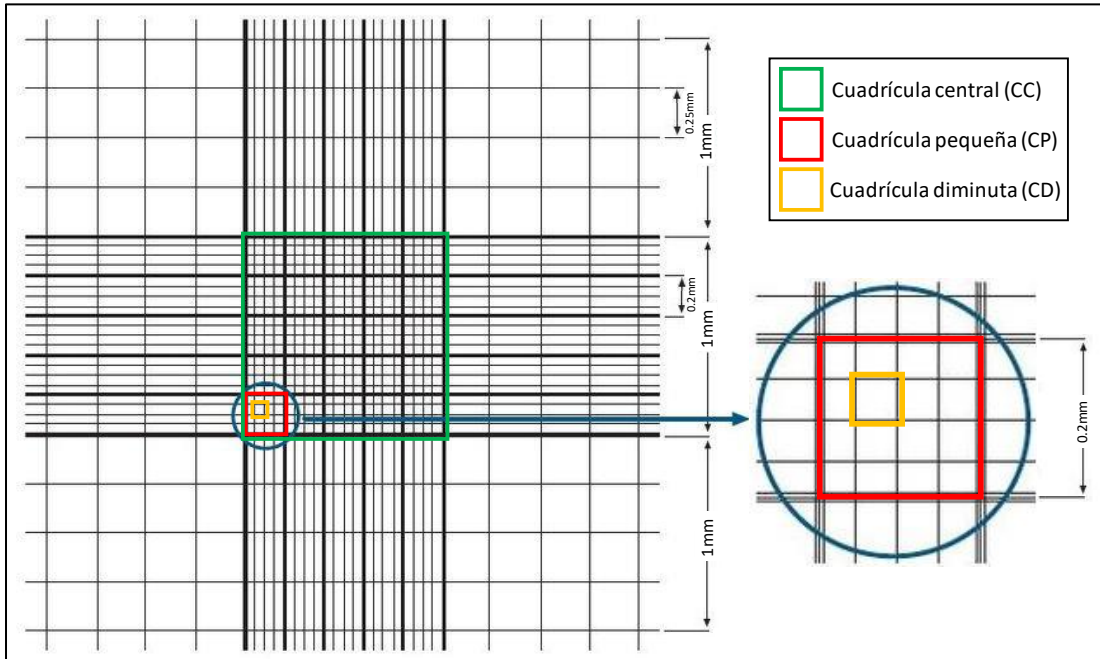 1mm
0.25mm
1mm
0.2mm
1mm
Cuadrícula central (CC)
Cuadrícula pequeña (CP)
Cuadrícula diminuta (CD)
0.2mm